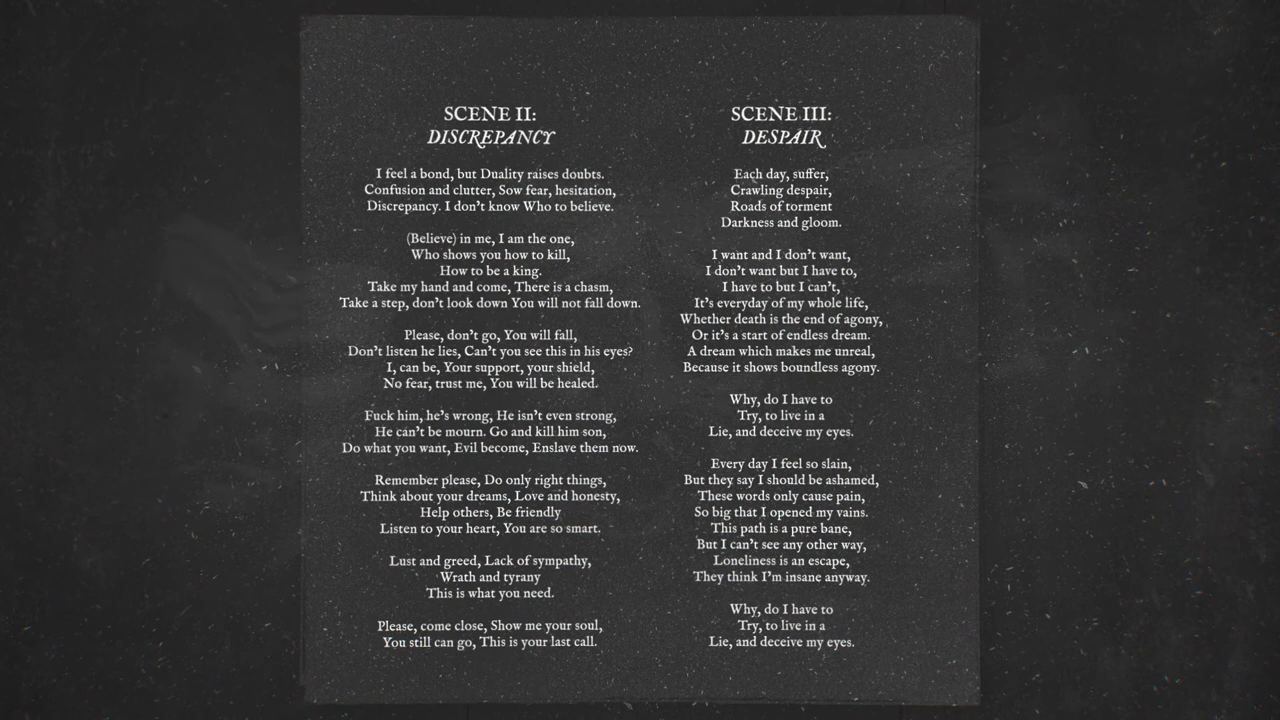 SCENE II:
DISCREPANCY
I feel a bond, but Duality raises doubts.
Confusion and clutter, Sow fear, hesitation,
Discrepancy. I don't know Who to believe.
(Believe) in me, I am the one,
Who shows you how to kill,
How to be a king.
Take my hand and come, There is a chasm,
Take a step, don't look down You will not fall down.
Please, don't go, You will fall,
Don't listen he lies, Can't you see this in his eyes?
I, can be, Your support, your shield,
No fear, trust me, You will be healed.
Fuck him, he's wrong, He isn't even strong,
He can't be mourn. Go and kill him son,
Do what you want, Evil become, Enslave them now.
Remember please, Do only right things,
Think about your dreams, Love and honesty,
Help others, Be friendly
Listen to your heart, You are so smart.
Lust and greed, Lack of sympathy,
Wrath and tyrany
This is what you need.
Please, come close, Show me your soul,
You still can go, This is your last call.
SCENE III:
DESPAIR
Each day, suffer,
Crawling despair,
Roads of torment
Darkness and gloom.
I want and I don't want,
I don't want but I have to,
I have to but I can't,
It's everyday of my whole life,
Whether death is the end of agony,
Or it's a start of endless dream.
A dream which makes me unreal,
Because it shows boundless agony.
Why, do I have to
Try, to live in a
Lie, and deceive my eyes.
Every day I feel so slain,
But they say I should be ashamed,
These words only cause pain,
So big that I opened my vains.
This path is a pure bane,
But I can't see any other way,
Loneliness is an escape,
They think I'm insane anyway.
Why, do I have to
Try, to live in a
Lie, and deceive my eyes.